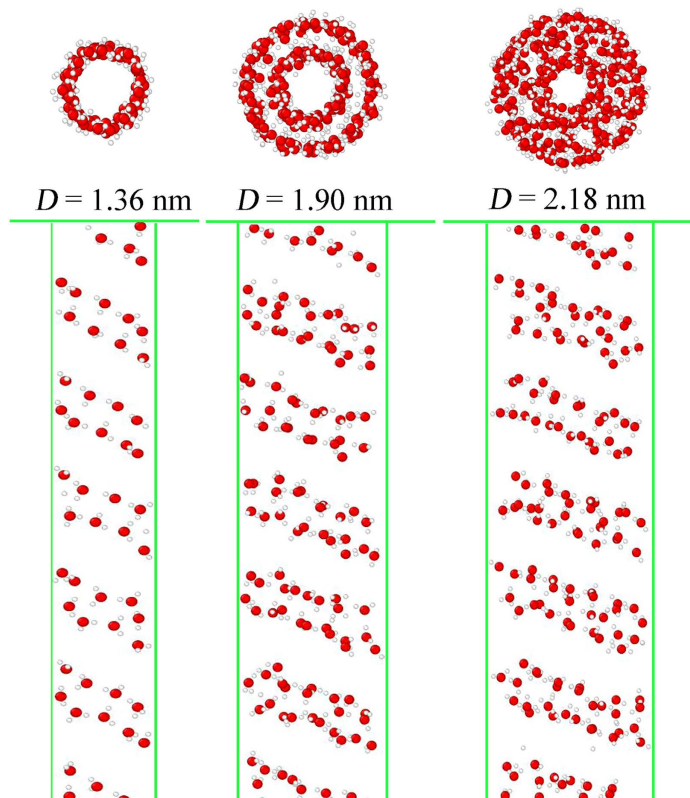 D = 1.36 nm
D = 1.90 nm
D = 2.18 nm